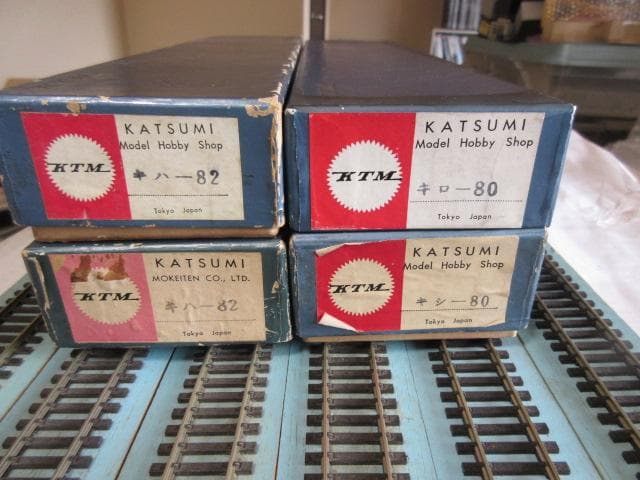 KTM
KATSUMI
Model Hobby Shop
キハ－82
Tokyo Japan
KTM
KATSUMI
Model Hobby Shop
キロ－80
Tokyo Japan
KTM
KATSUMI
MOKEITEN CO., LTD.
キハ－82
Tokyo Japan
KTM
KATSUMI
Model Hobby Shop
キシ－80
Tokyo Japan